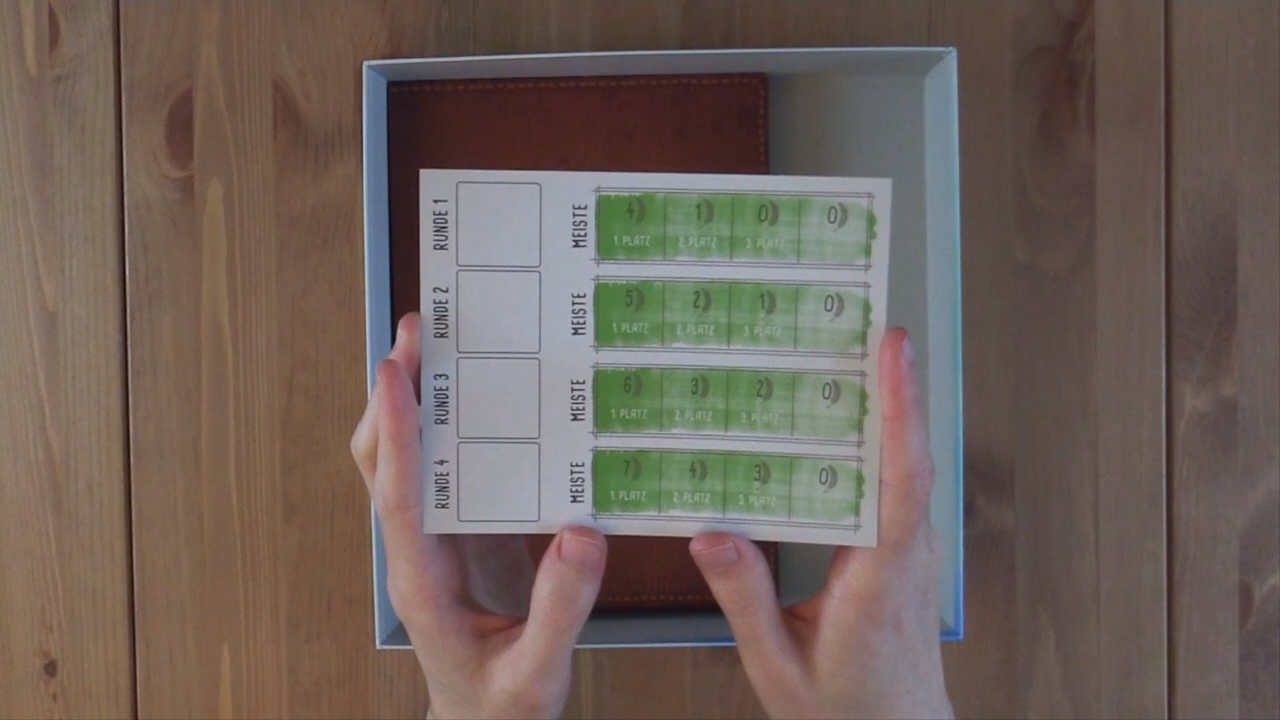 RUNDE 1
MEISTE
4 1 0 0
1. PLATZ 2. PLATZ 3. PLATZ
RUNDE 2
MEISTE
5 2 1 0
1. PLATZ 2. PLATZ 3. PLATZ
RUNDE 3
MEISTE
6 3 2 0
1. PLATZ 2. PLATZ 3. PLATZ
RUNDE 4
MEISTE
7 4 3 0
1. PLATZ 2. PLATZ 3. PLATZ